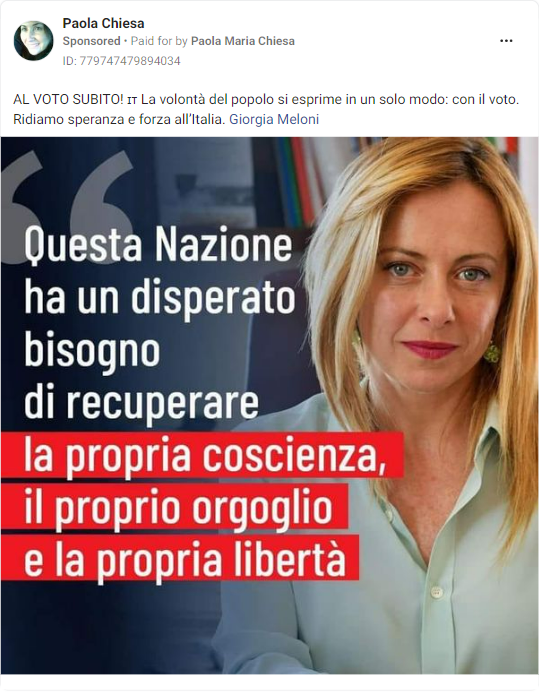 Paola Chiesa
Sponsored • Paid for by Paola Maria Chiesa
ID: 779747479894034
AL VOTO SUBITO! IT La volontà del popolo si esprime in un solo modo: con il voto.
Ridiamo speranza e forza all'Italia. Giorgia Meloni
“
Questa Nazione
ha un disperato
bisogno
di recuperare
la propria coscienza,
il proprio orgoglio
e la propria libertà